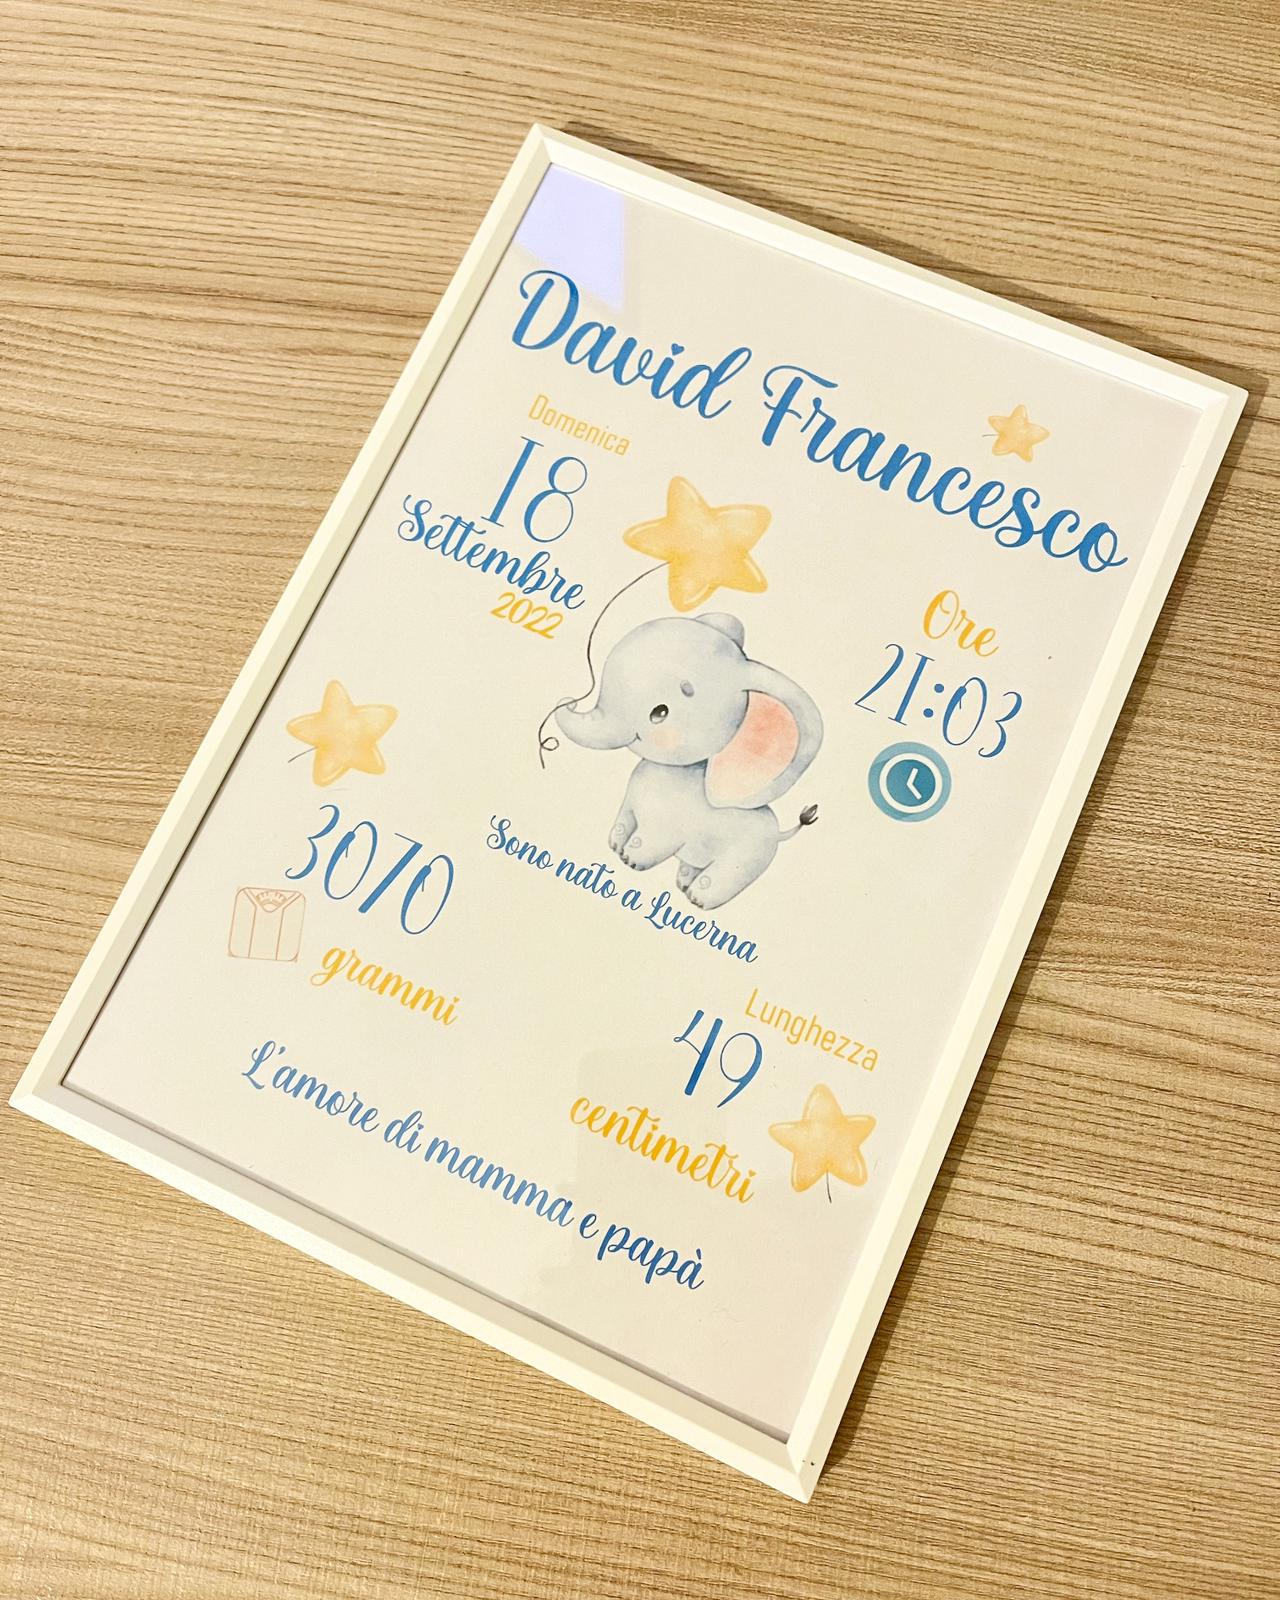 David Francesco
Domenica
18
Settembre
2022
Ore
21:03
3070
grammi
Sono nato a Lucerna
Lunghezza
49
centimetri
L'amore di mamma e papà